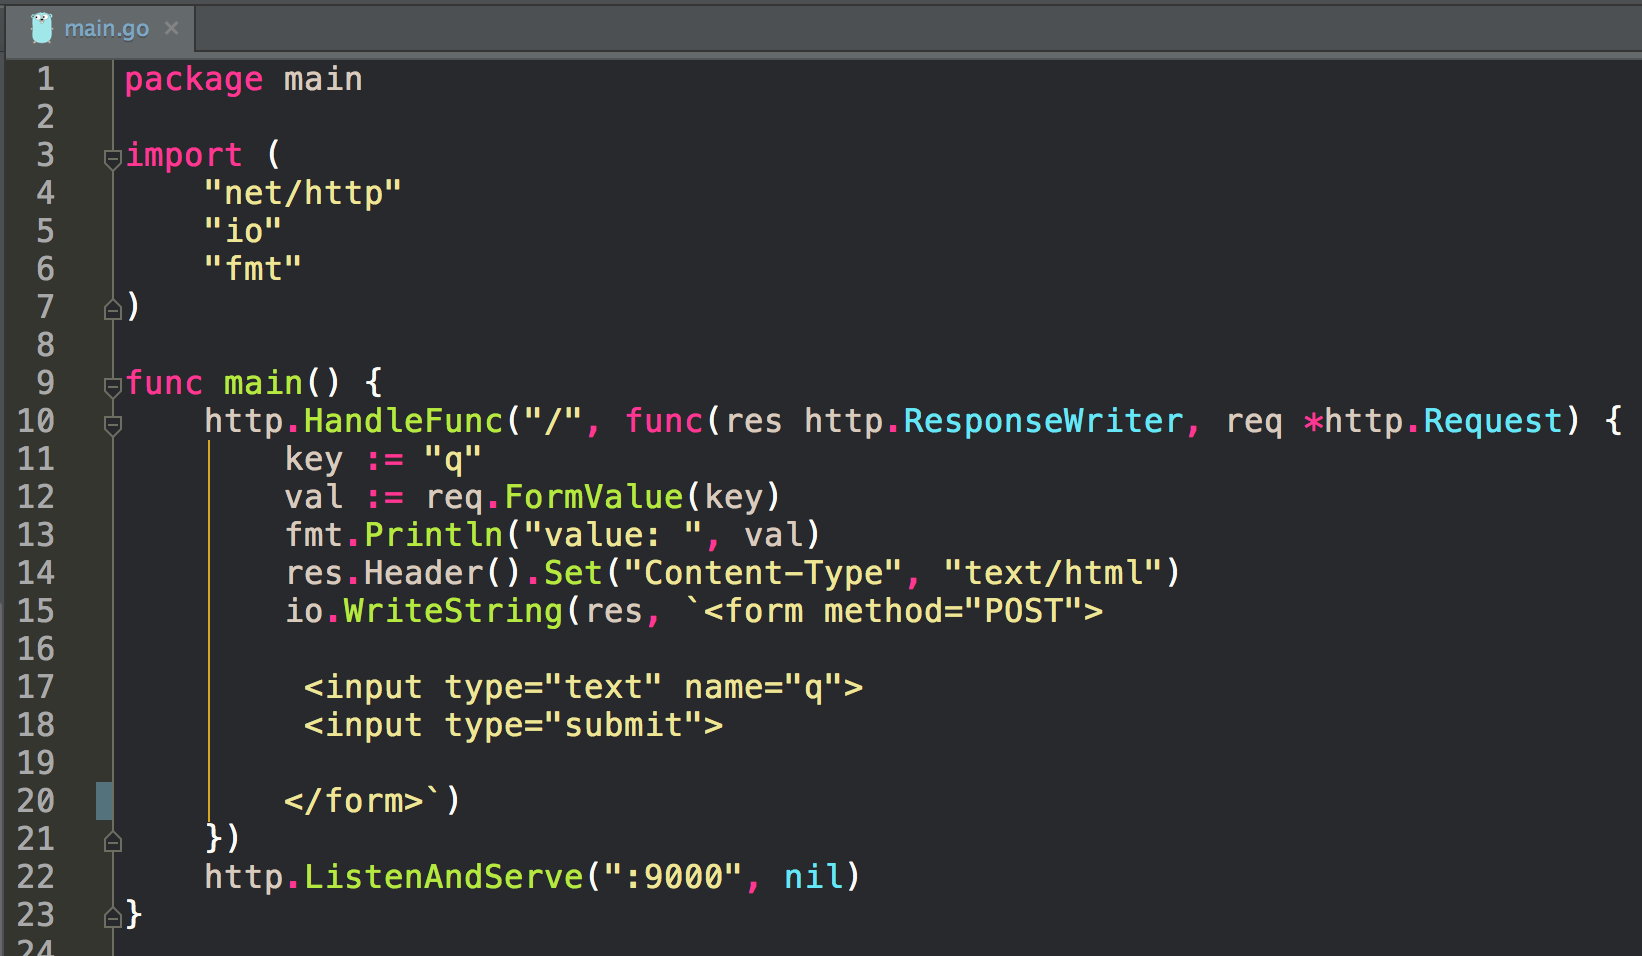 main.go ×
1 package main
2
3 import (
4     "net/http"
5     "io"
6     "fmt"
7 )
8
9 func main() {
10     http.HandleFunc("/", func(res http.ResponseWriter, req *http.Request) {
11         key := "q"
12         val := req.FormValue(key)
13         fmt.Println("value: ", val)
14         res.Header().Set("Content-Type", "text/html")
15         io.WriteString(res, `<form method="POST">
16
17          <input type="text" name="q">
18          <input type="submit">
19
20         </form>`)
21     })
22     http.ListenAndServe(":9000", nil)
23 }
24